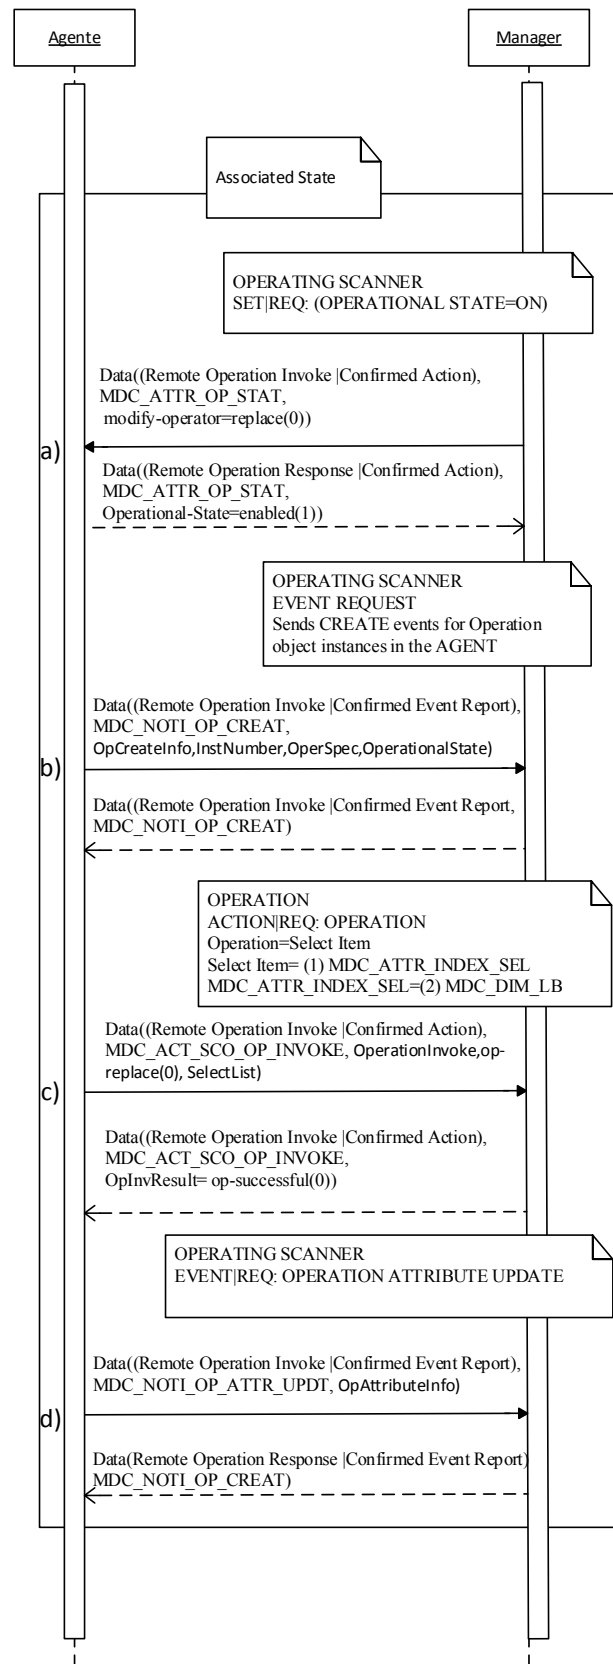 Agente
Manager
Associated State
OPERATING SCANNER
SET|REQ: (OPERATIONAL STATE=ON)
Data((Remote Operation Invoke |Confirmed Action),
MDC_ATTR_OP_STAT,
modify-operator=replace(0))
a)
Data((Remote Operation Response |Confirmed Action),
MDC_ATTR_OP_STAT,
Operational-State=enabled(1))
OPERATING SCANNER
EVENT REQUEST
Sends CREATE events for Operation
object instances in the AGENT
Data((Remote Operation Invoke |Confirmed Event Report),
MDC_NOTI_OP_CREAT,
OpCreateInfo,InstNumber,OperSpec,OperationalState)
b)
Data((Remote Operation Invoke |Confirmed Event Report,
MDC_NOTI_OP_CREAT)
OPERATION
ACTION|REQ: OPERATION
Operation=Select Item
Select Item= (1) MDC_ATTR_INDEX_SEL
MDC_ATTR_INDEX_SEL=(2) MDC_DIM_LB
Data((Remote Operation Invoke |Confirmed Action),
MDC_ACT_SCO_OP_INVOKE, OperationInvoke,op-
replace(0), SelectList)
c)
Data((Remote Operation Invoke |Confirmed Action),
MDC_ACT_SCO_OP_INVOKE,
OpInvResult= op-successful(0))
OPERATING SCANNER
EVENT|REQ: OPERATION ATTRIBUTE UPDATE
Data((Remote Operation Invoke |Confirmed Event Report),
MDC_NOTI_OP_ATTR_UPDT, OpAttributeInfo)
d)
Data(Remote Operation Response |Confirmed Event Report)
MDC_NOTI_OP_CREAT)